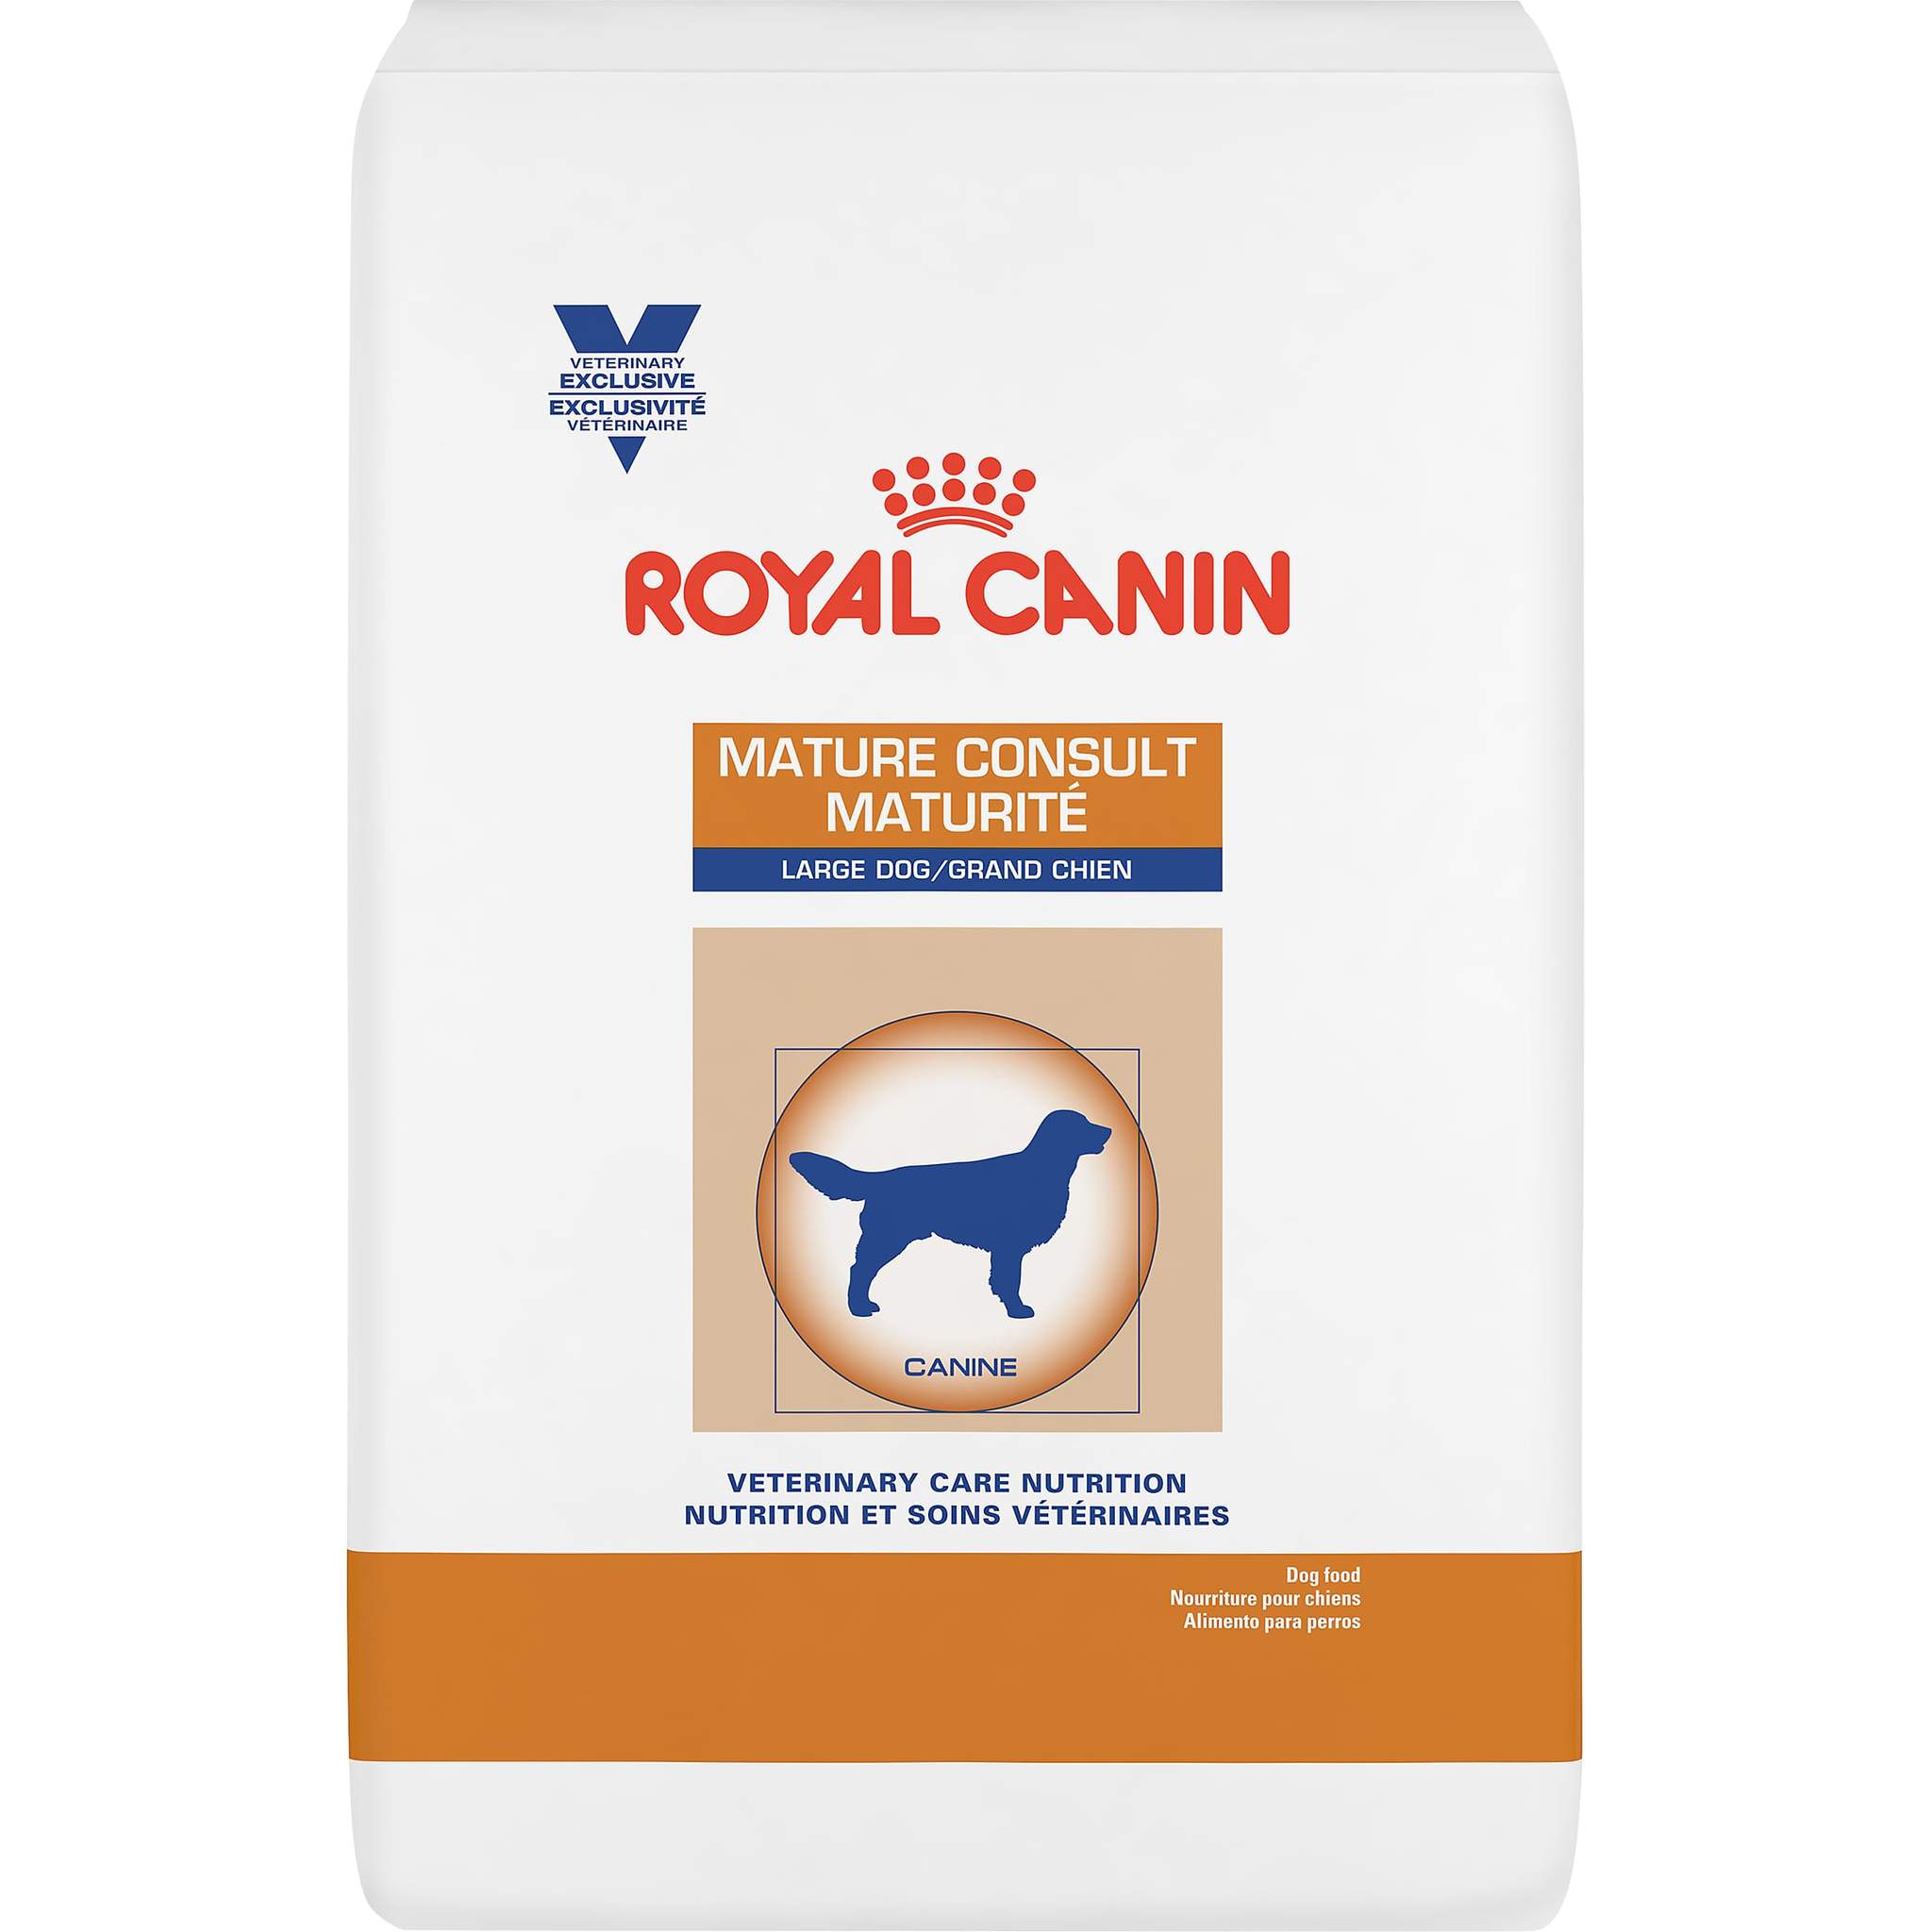 VETERINARY
EXCLUSIVE
EXCLUSIVITÉ
VÉTÉRINAIRE
ROYAL CANIN
MATURE CONSULT
MATURITÉ
LARGE DOG/GRAND CHIEN
CANINE
VETERINARY CARE NUTRITION
NUTRITION ET SOINS VÉTÉRINAIRES
Dog food
Nourriture pour chiens
Alimento para perros